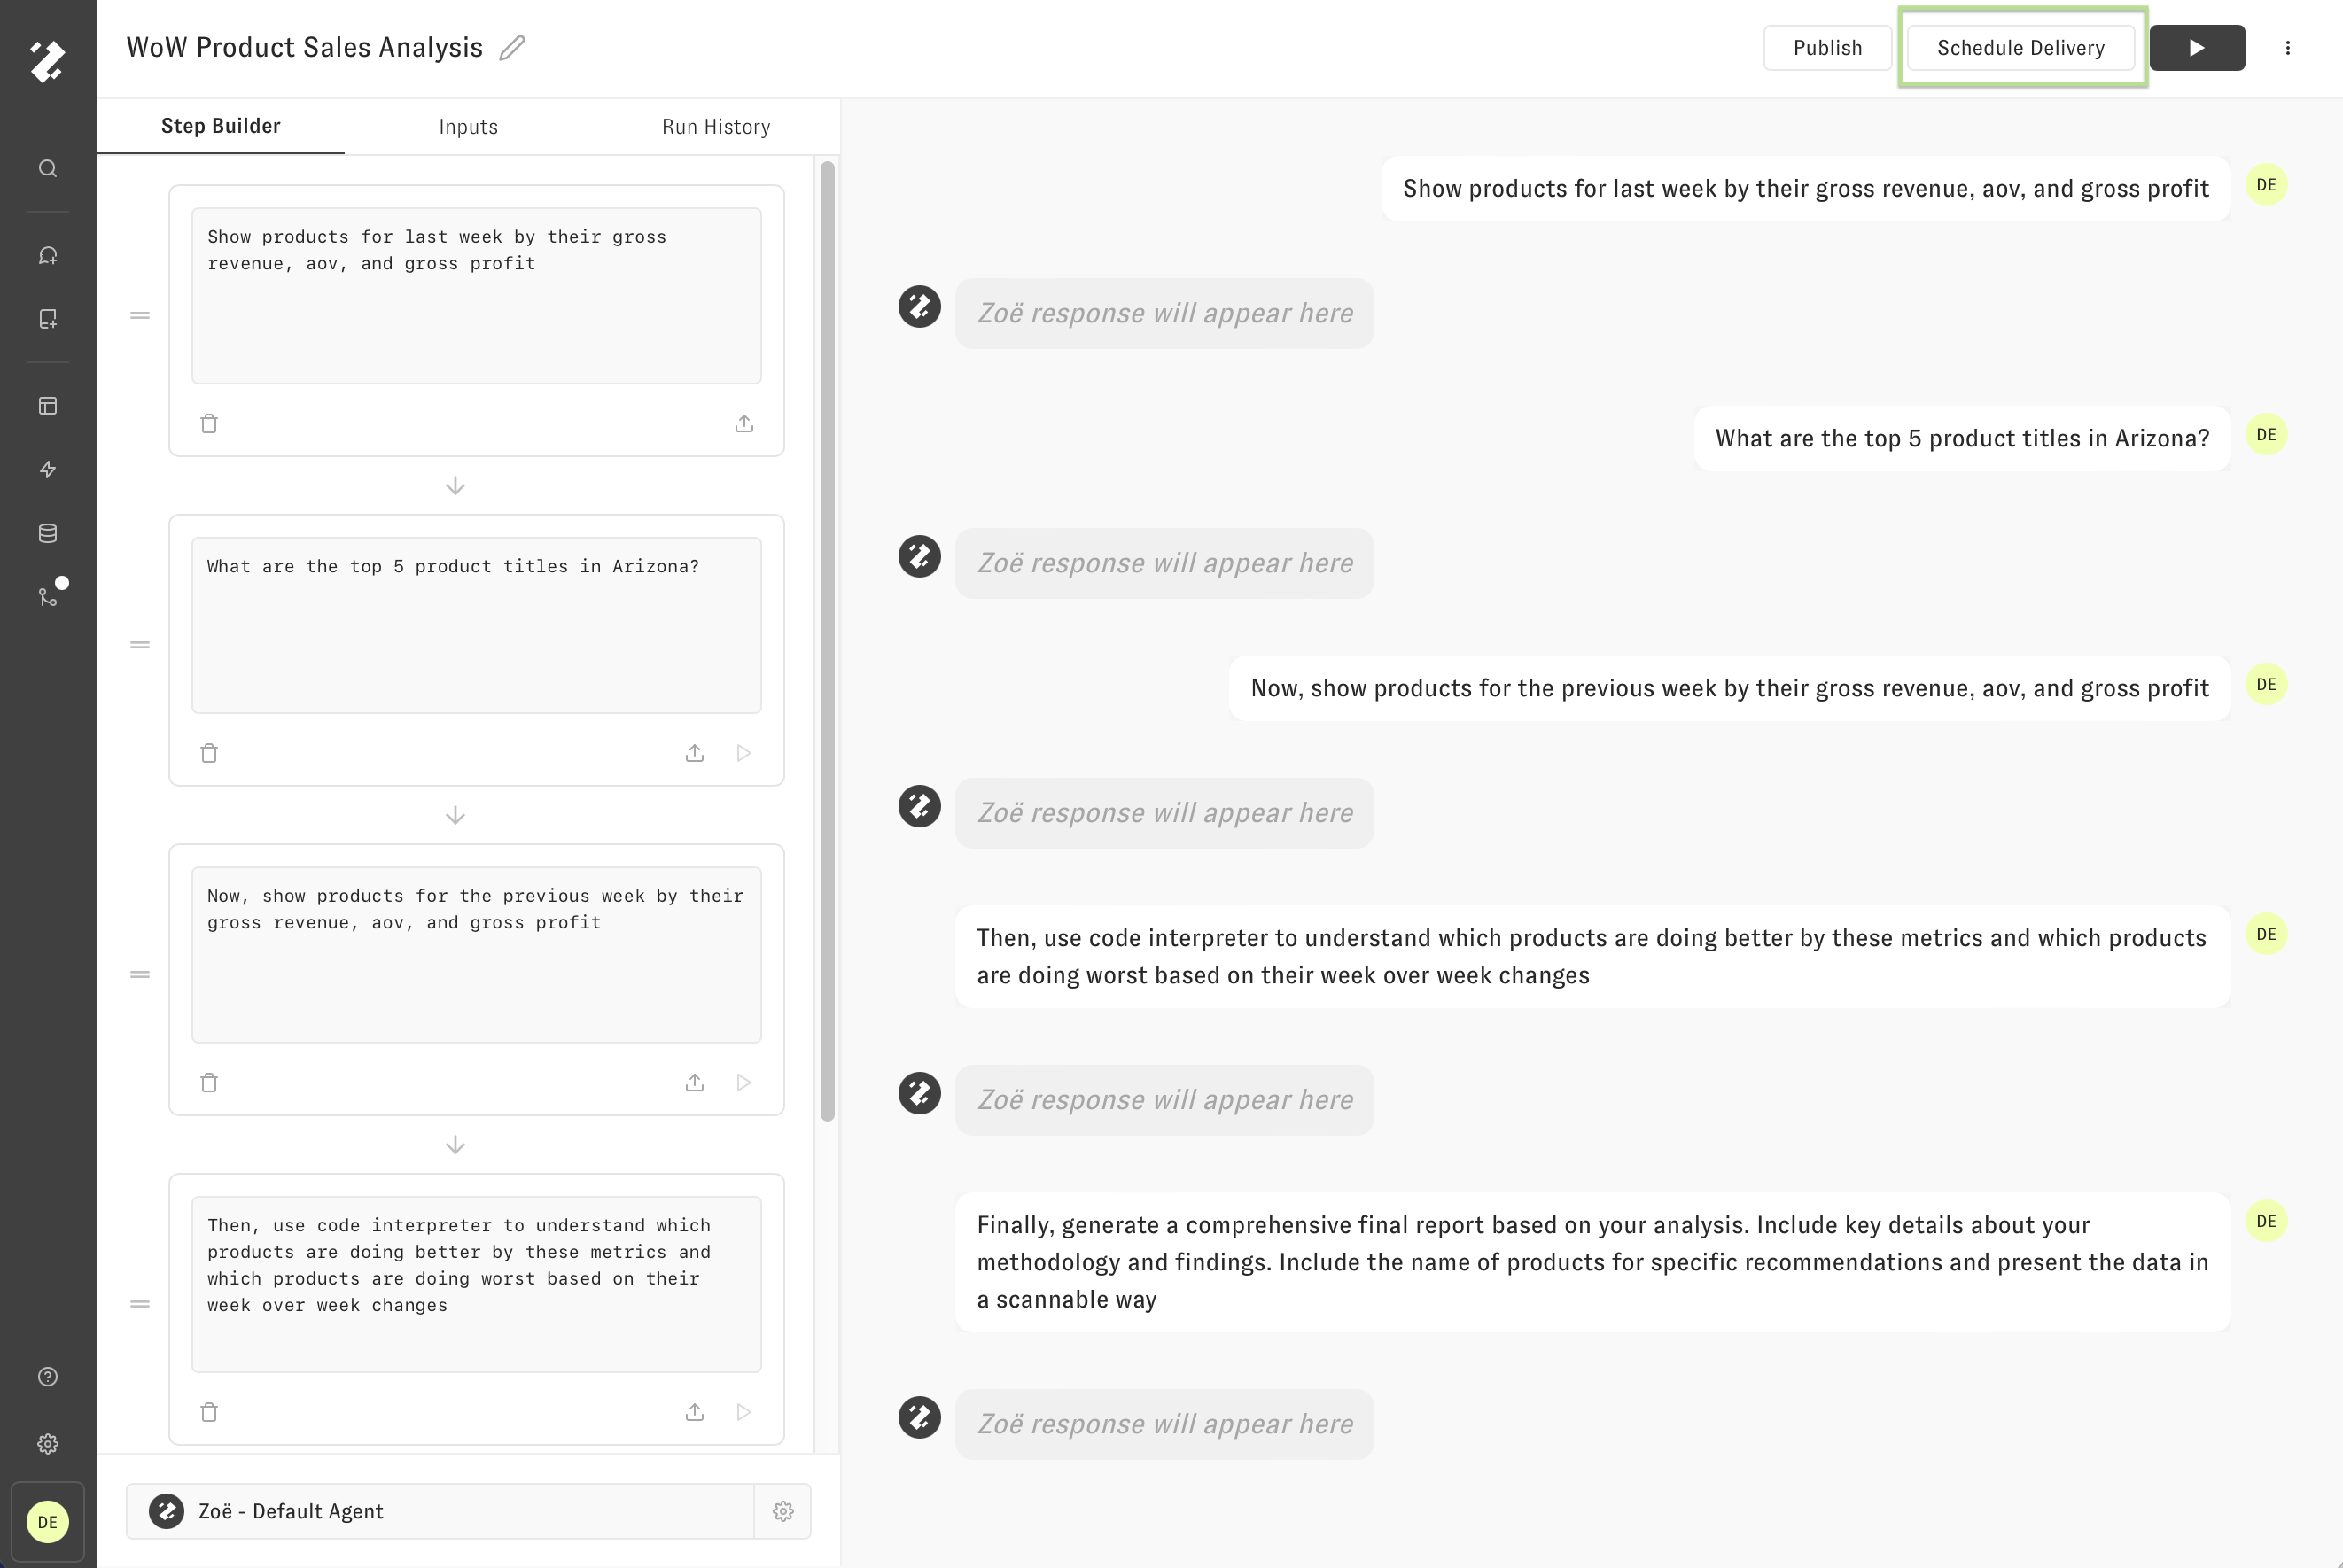 WoW Product Sales Analysis
Publish
Schedule Delivery
Step Builder
Inputs
Run History
Show products for last week by their gross
revenue, aov, and gross profit
What are the top 5 product titles in Arizona?
Now, show products for the previous week by their
gross revenue, aov, and gross profit
Then, use code interpreter to understand which
products are doing better by these metrics and
which products are doing worst based on their
week over week changes
Zoë - Default Agent
DE
Show products for last week by their gross revenue, aov, and gross profit
DE
Zoë response will appear here
What are the top 5 product titles in Arizona?
DE
Zoë response will appear here
Now, show products for the previous week by their gross revenue, aov, and gross profit
DE
Zoë response will appear here
Then, use code interpreter to understand which products are doing better by these metrics and which products
are doing worst based on their week over week changes
DE
Zoë response will appear here
Finally, generate a comprehensive final report based on your analysis. Include key details about your
methodology and findings. Include the name of products for specific recommendations and present the data in
a scannable way
DE
Zoë response will appear here